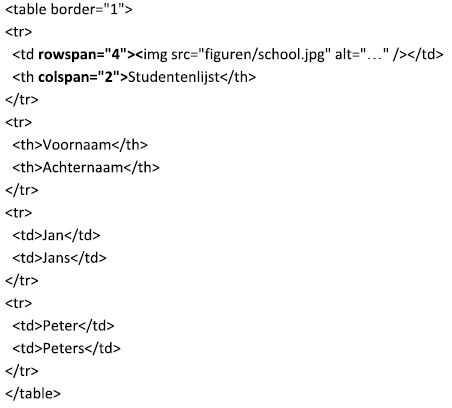 <table border="1">
<tr>
<td rowspan="4"><img src="figuren/school.jpg" alt="…" /></td>
<th colspan="2">Studentenlijst</th>
</tr>
<tr>
<th>Voornaam</th>
<th>Achternaam</th>
</tr>
<tr>
<td>Jan</td>
<td>Jans</td>
</tr>
<tr>
<td>Peter</td>
<td>Peters</td>
</tr>
</table>